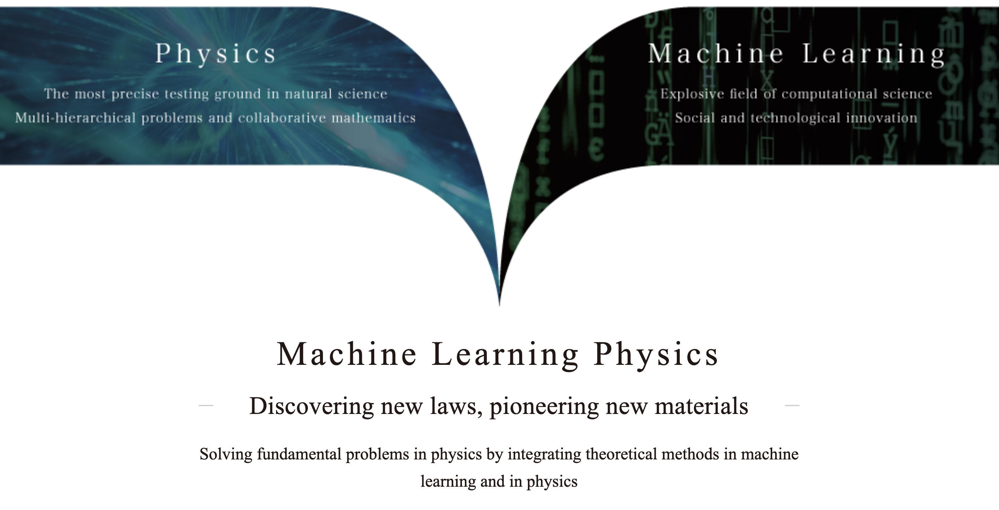 Physics
The most precise testing ground in natural science
Multi-hierarchical problems and collaborative mathematics
Machine Learning
Explosive field of computational science
Social and technological innovation
Machine Learning Physics
Discovering new laws, pioneering new materials
Solving fundamental problems in physics by integrating theoretical methods in machine
learning and in physics